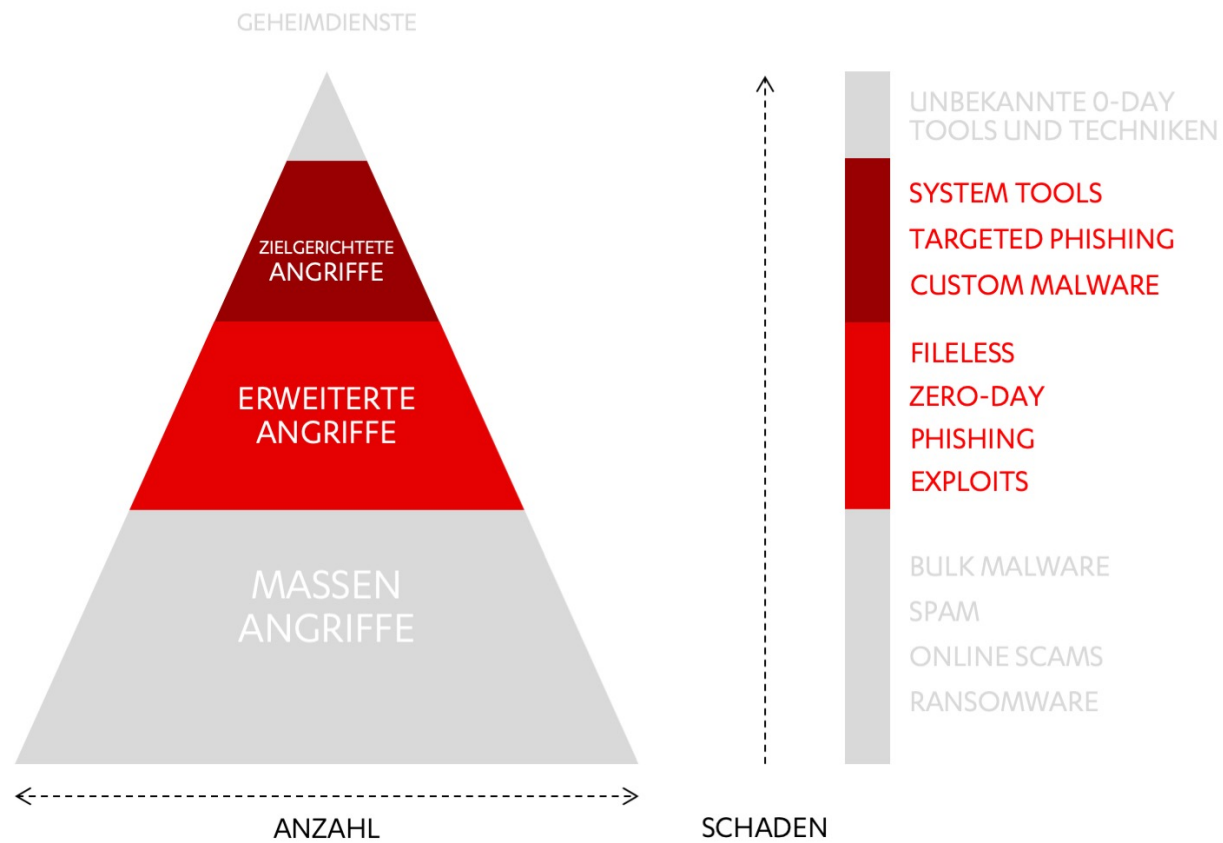 GEHEIMDIENSTE
ZIELGERICHTETE
ANGRIFFE
ERWEITERTE
ANGRIFFE
MASSEN
ANGRIFFE
ANZAHL
SCHADEN
UNBEKANNTE 0-DAY
TOOLS UND TECHNIKEN
SYSTEM TOOLS
TARGETED PHISHING
CUSTOM MALWARE
FILELESS
ZERO-DAY
PHISHING
EXPLOITS
BULK MALWARE
SPAM
ONLINE SCAMS
RANSOMWARE